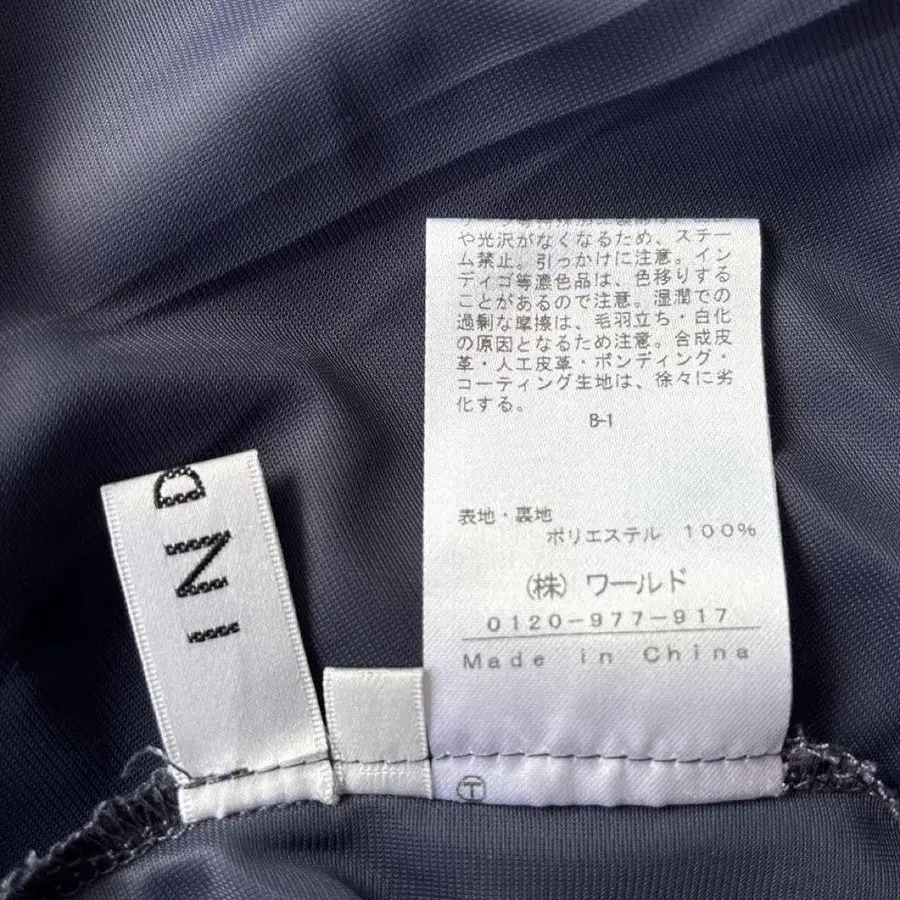 や光沢がなくなるため、スチー
ム禁止。引っかけに注意。イン
ディゴ等濃色品は、色移りする
ことがあるので注意。湿潤での
過剰な摩擦は、毛羽立ち・白化
の原因となるため注意。合成皮
革・人工皮革・ボンディング・
コーティング生地は、徐々に劣
化する。
B-1
表地・裏地
ポリエステル 100%
(株)ワールド
0120-977-917
Made in China
T
IND